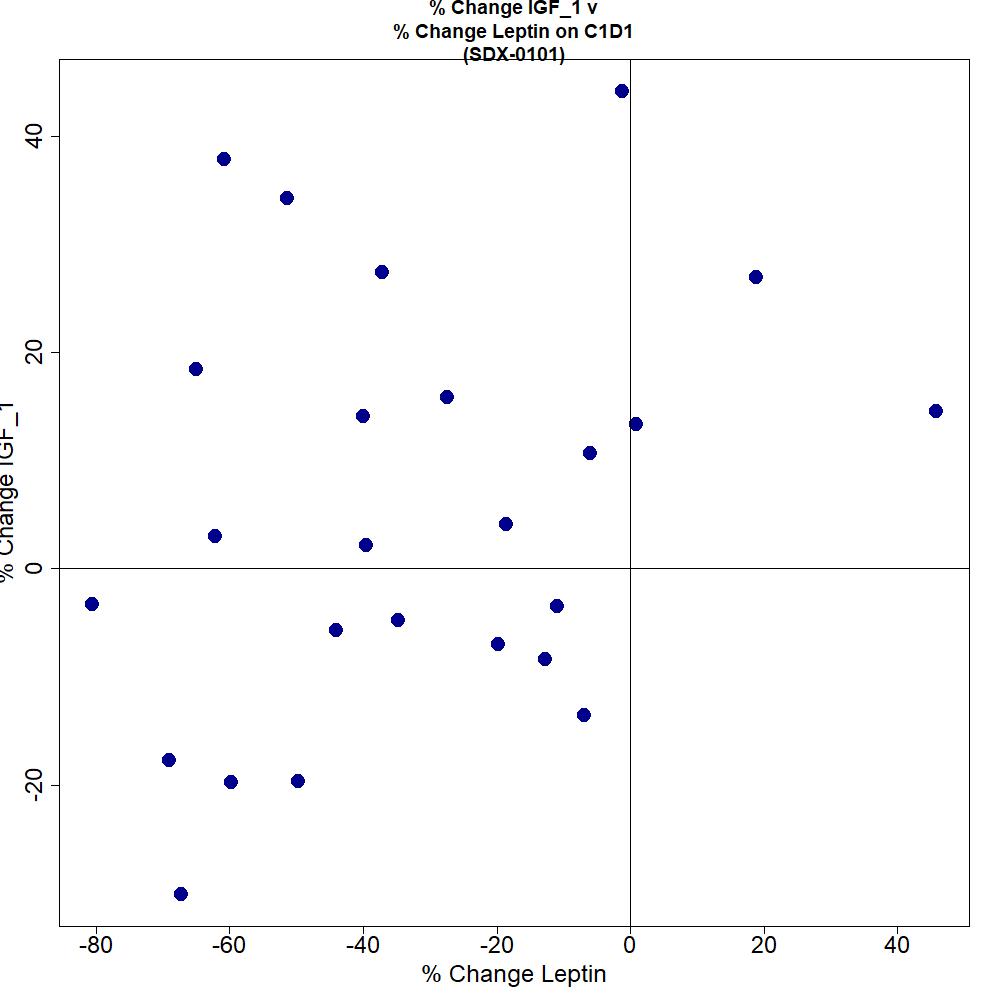 % Change IGF_1 v
% Change Leptin on C1D1
(SDX-0101)
% Change IGF_1
40
20
0
-20
-80 -60 -40 -20 0 20 40
% Change Leptin